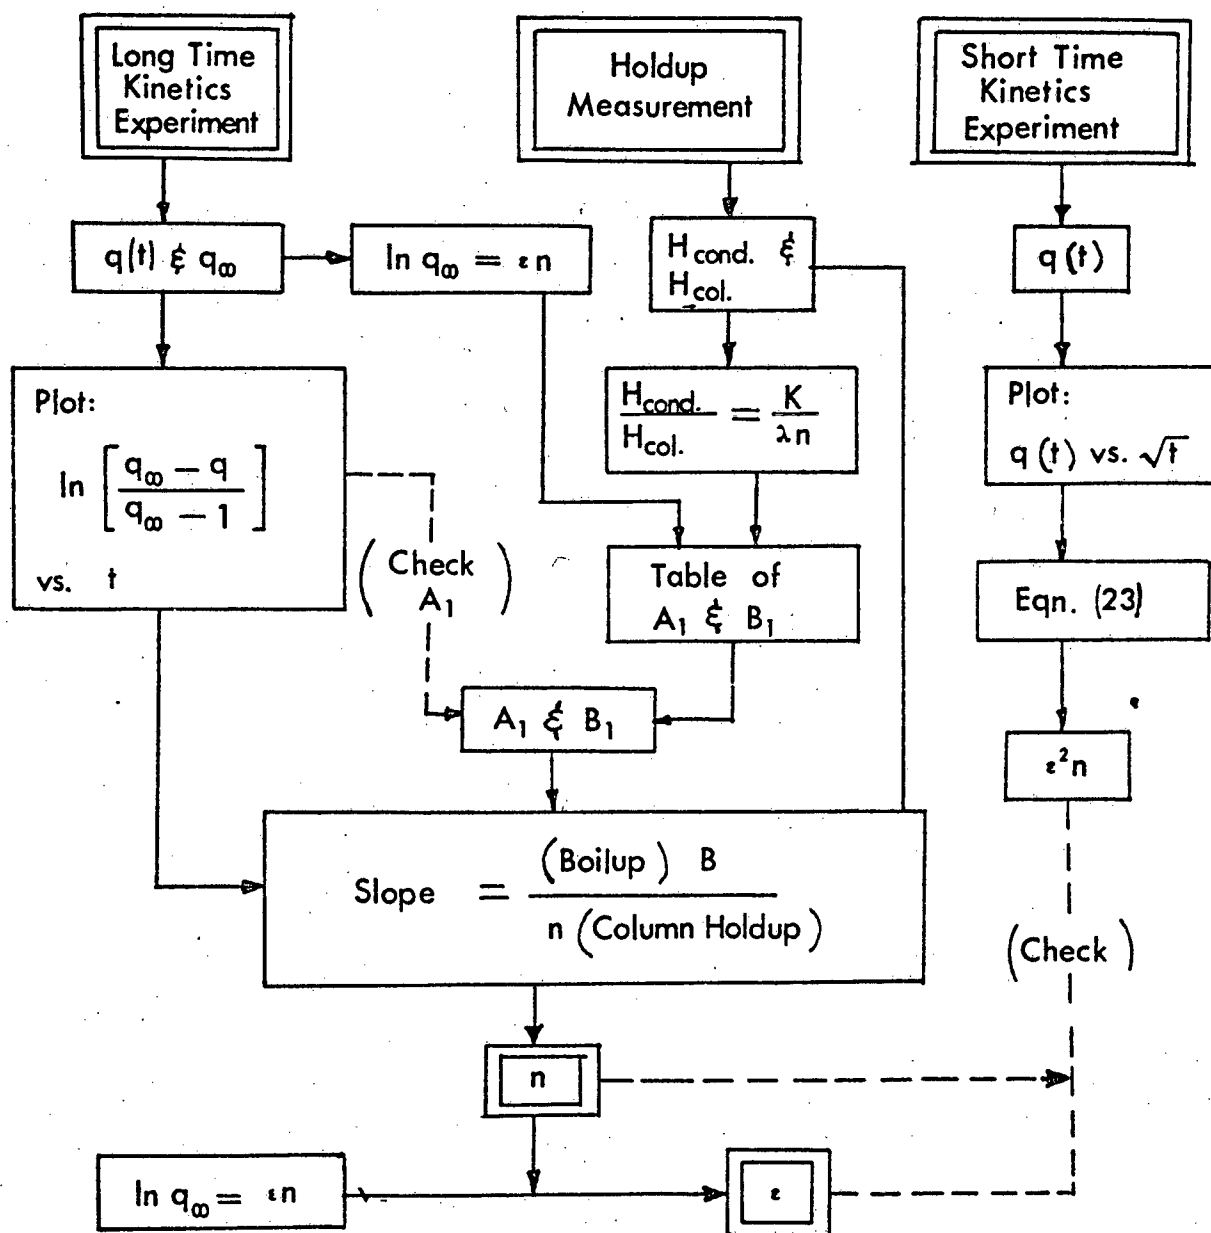 Long Time
Kinetics
Experiment
Holdup
Measurement
Short Time
Kinetics
Experiment
q(t) & q∞
ln q∞ = εn
H cond. &
H col.
q(t)
Plot:
ln [ (q∞ − q) / (q∞ − 1) ]
vs. t
H cond. / H col. = K / λn
Plot:
q(t) vs. √t
(Check
A₁)
Table of
A₁ & B₁
Eqn. (23)
A₁ & B₁
ε²n
Slope = (Boilup) B / n (Column Holdup)
(Check)
n
ln q∞ = εn
ε